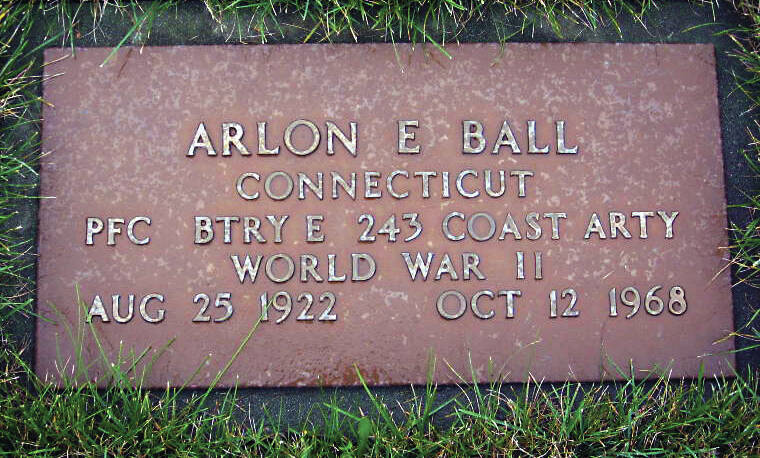 ARLON E BALL
CONNECTICUT
PFC BTRY E 243 COAST ARTY
WORLD WAR II
AUG 25 1922 OCT 12 1968